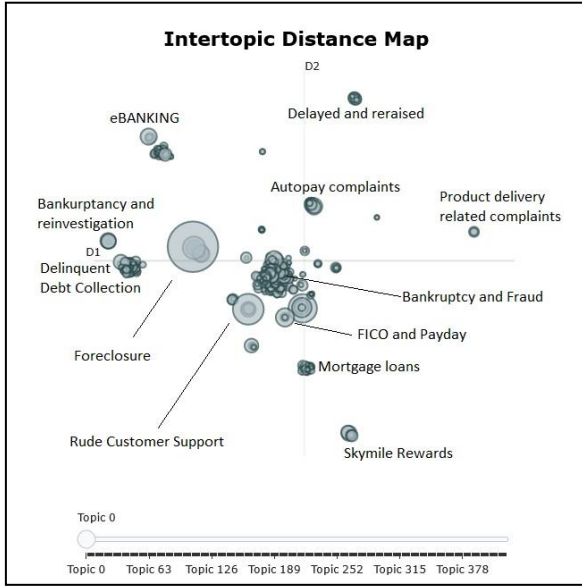 Intertopic Distance Map
D2
Delayed and reraised
eBANKING
Autopay complaints
Product delivery
related complaints
Bankurptancy and
reinvestigation
D1
Delinquent
Debt Collection
Bankruptcy and Fraud
Foreclosure
FICO and Payday
Mortgage loans
Rude Customer Support
Skymile Rewards
Topic 0
Topic 0 Topic 63 Topic 126 Topic 189 Topic 252 Topic 315 Topic 378